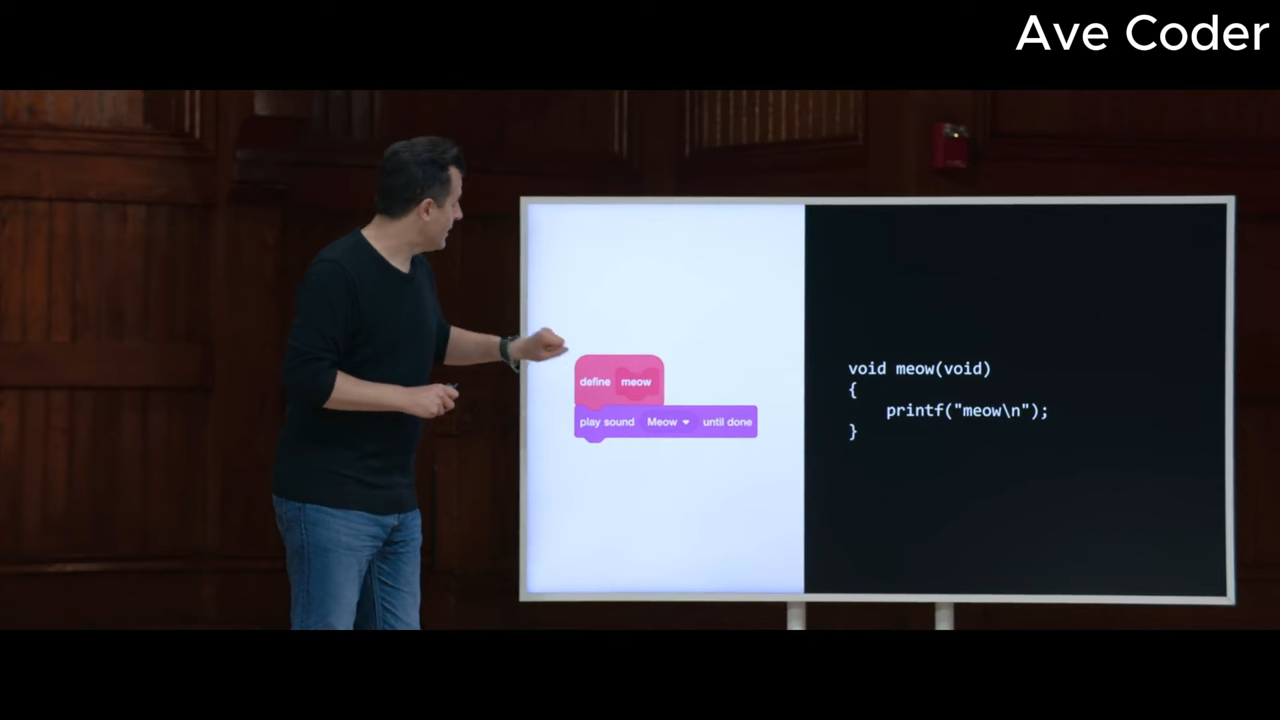 Ave Coder
define meow
play sound Meow until done
void meow(void)
{
printf("meow\n");
}